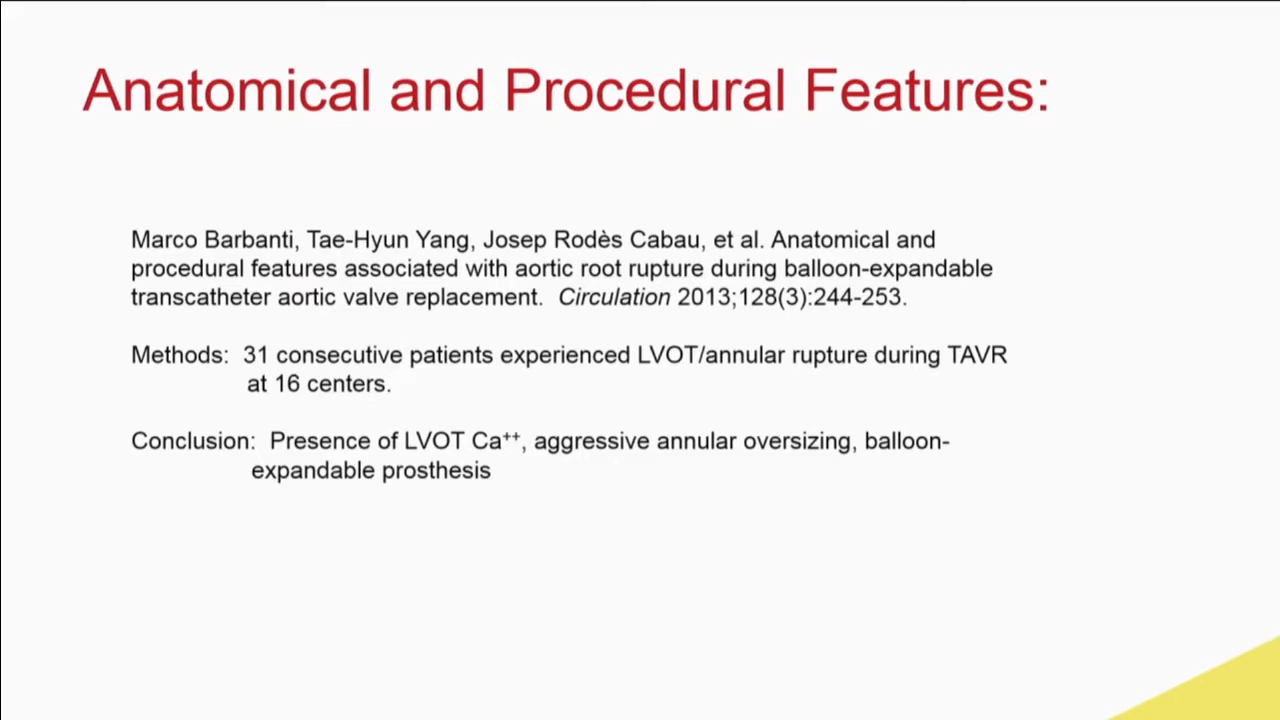 Anatomical and Procedural Features:
Marco Barbanti, Tae-Hyun Yang, Josep Rodès Cabau, et al. Anatomical and
procedural features associated with aortic root rupture during balloon-expandable
transcatheter aortic valve replacement. Circulation 2013;128(3):244-253.
Methods: 31 consecutive patients experienced LVOT/annular rupture during TAVR
at 16 centers.
Conclusion: Presence of LVOT Ca⁺⁺, aggressive annular oversizing, balloon-
expandable prosthesis